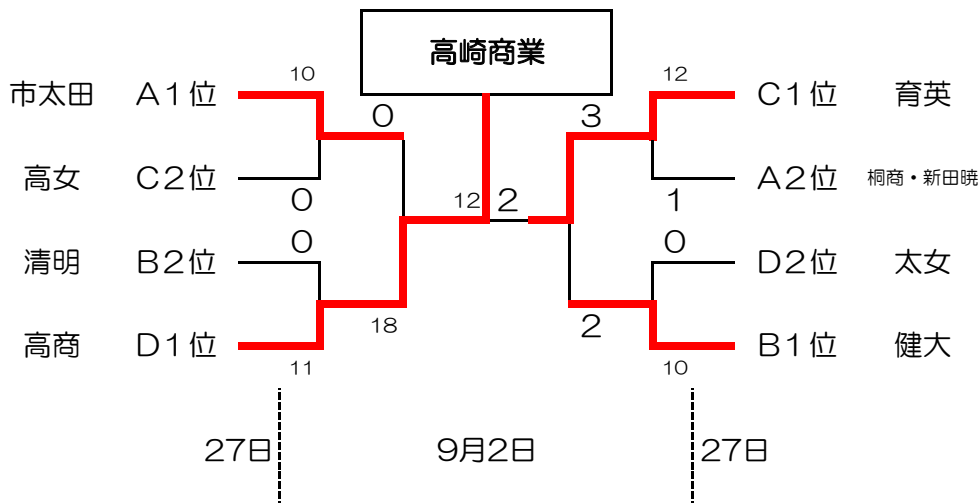 高崎商業
市太田 A1位 10 0 3 12 C1位 育英
高女 C2位 0 12 2 1 A2位 桐商・新田暁
清明 B2位 0 0 D2位 太女
高商 D1位 11 18 2 10 B1位 健大
27日 9月2日 27日